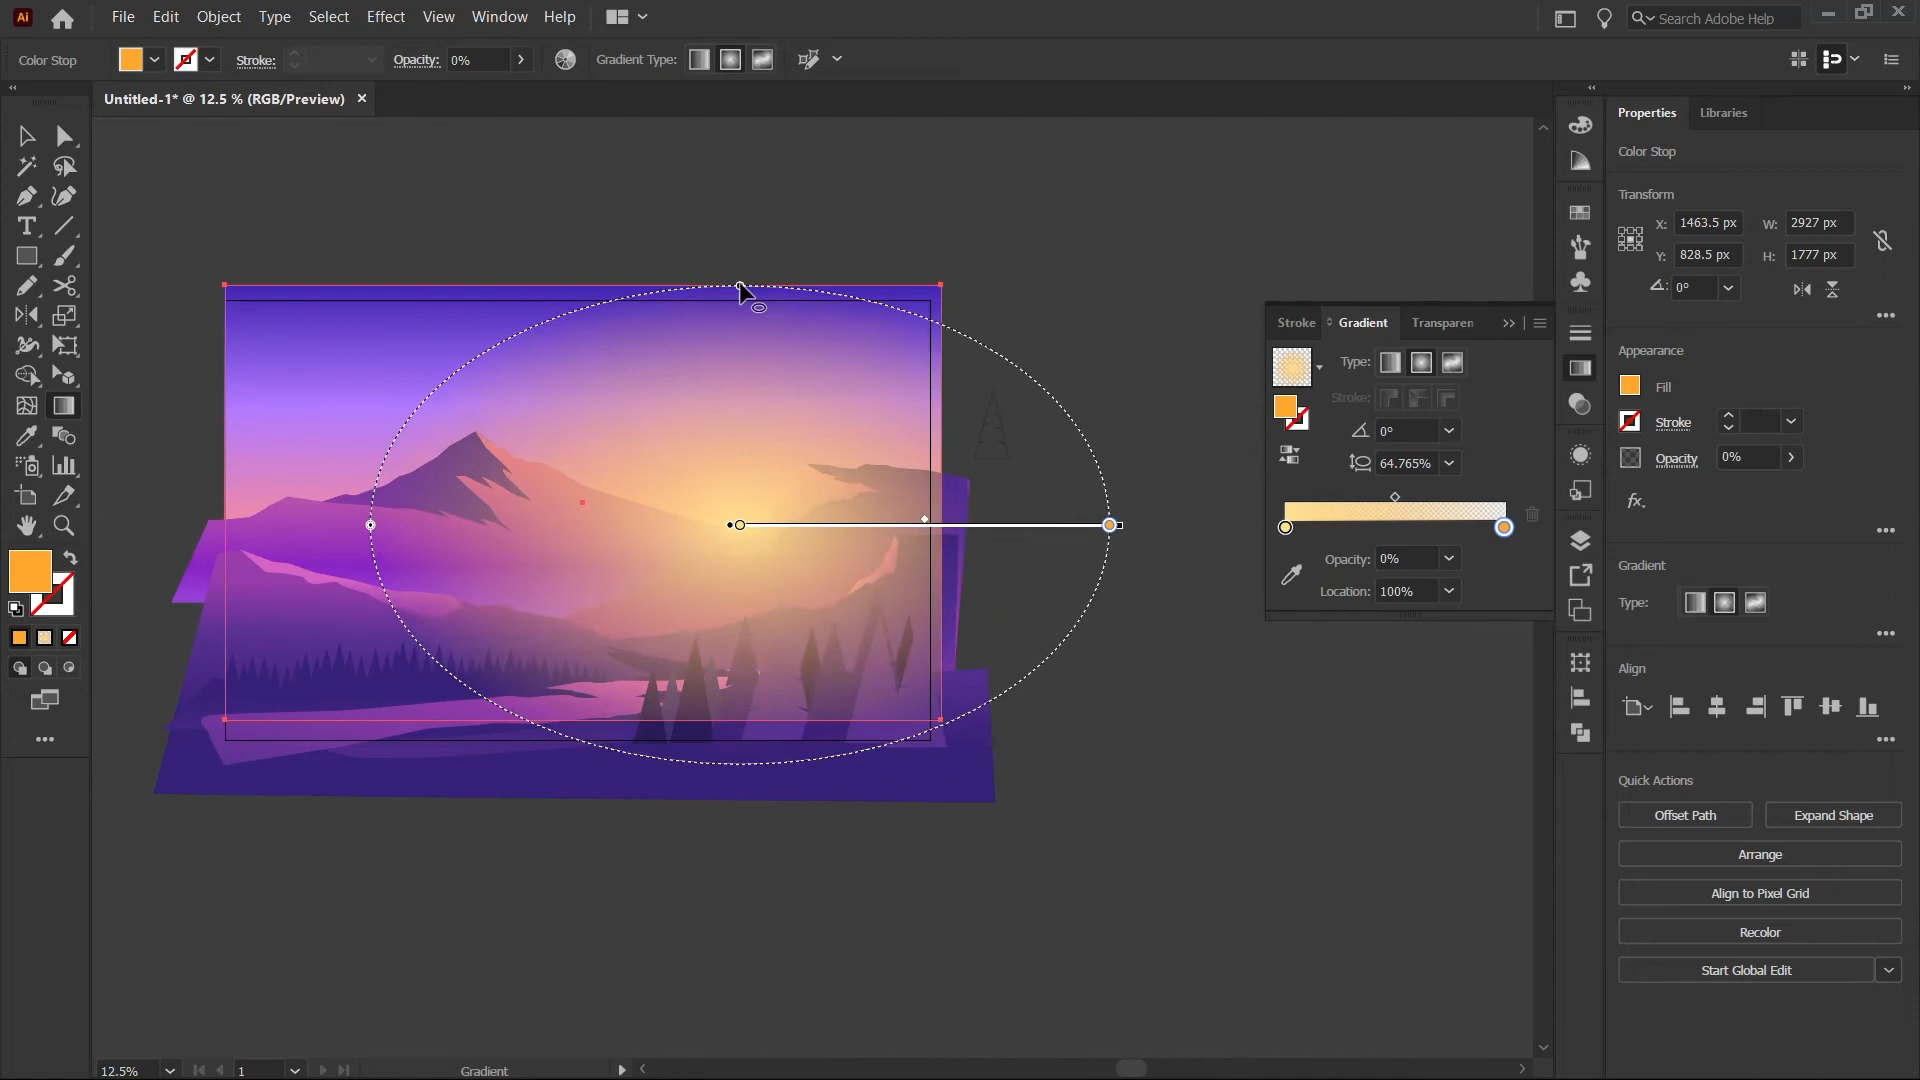 Ai File Edit Object Type Select Effect View Window Help Search Adobe Help
Color Stop Stroke: Opacity: 0% Gradient Type:
Untitled-1* @ 12.5 % (RGB/Preview) ×
Properties Libraries
Color Stop
Transform
X: 1463.5 px W: 2927 px
Y: 828.5 px H: 1777 px
0°
Stroke Gradient Transparen
Type:
Stroke:
0°
64.765%
Opacity: 0%
Location: 100%
Appearance
Fill
Stroke
Opacity 0%
fx.
Gradient
Type:
Align
Quick Actions
Offset Path Expand Shape
Arrange
Align to Pixel Grid
Recolor
Start Global Edit
12.5% 1 Gradient